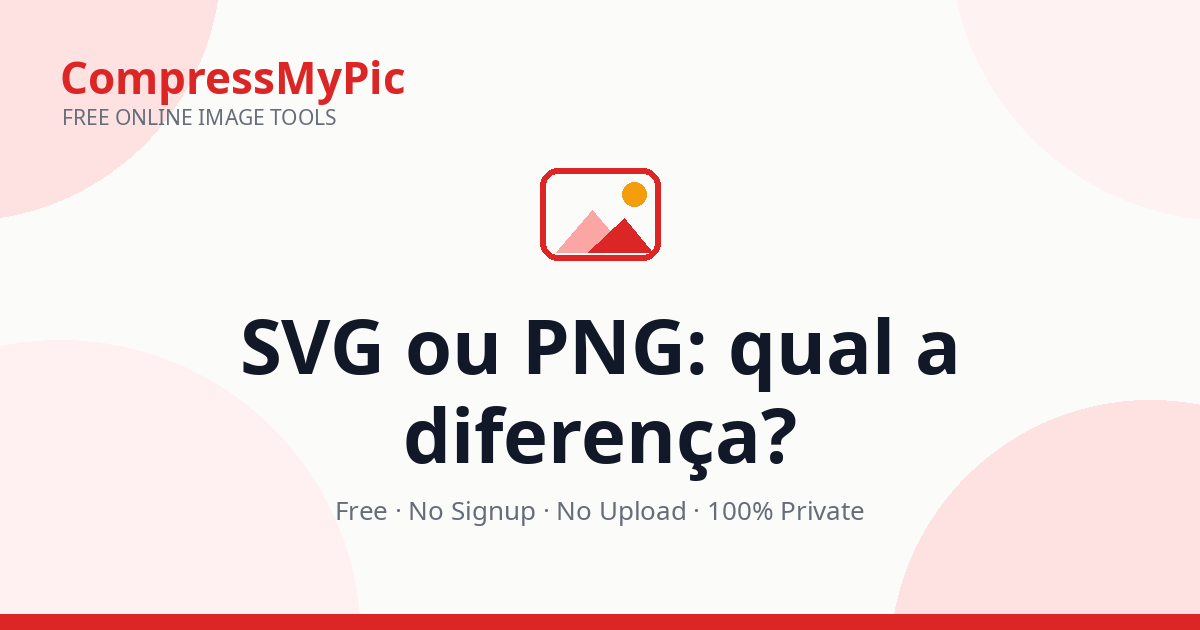 CompressMyPic
FREE ONLINE IMAGE TOOLS
SVG ou PNG: qual a
diferença?
Free · No Signup · No Upload · 100% Private